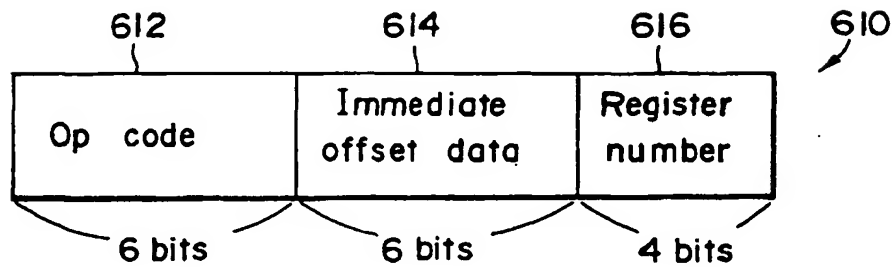 612 614 616 610
Op code
Immediate
offset data
Register
number
6 bits 6 bits 4 bits